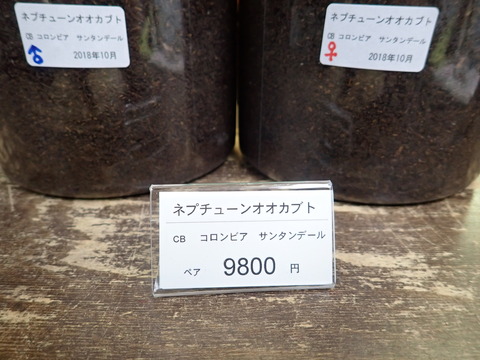 ネプチューンオオカブト
CB コロンビア サンタンデール
2018年10月
♂
ネプチューンオオカブト
CB コロンビア サンタンデール
2018年10月
♀
ネプチューンオオカブト
CB コロンビア サンタンデール
ペア 9800 円